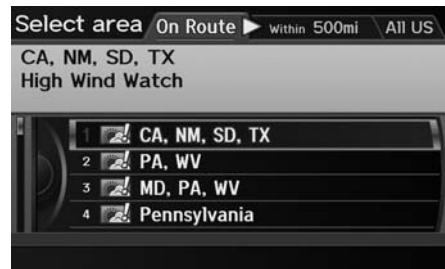 Select area On Route Within 500mi All US
CA, NM, SD, TX
High Wind Watch
1 CA, NM, SD, TX
2 PA, WV
3 MD, PA, WV
4 Pennsylvania